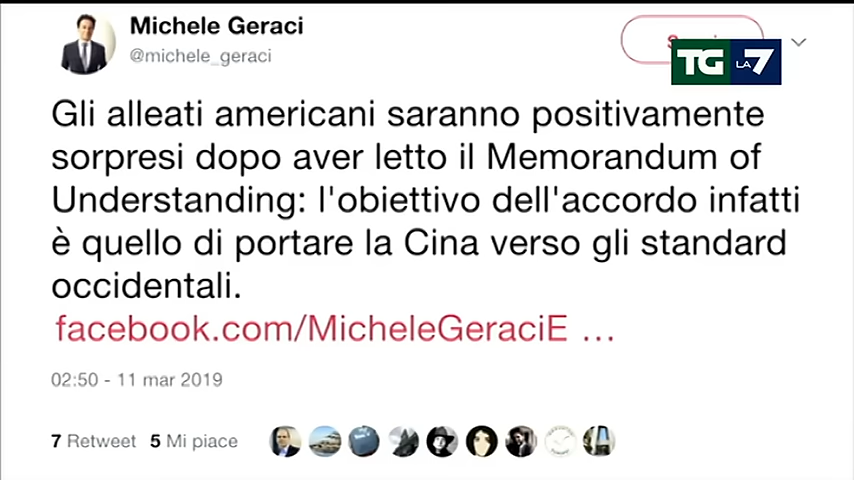 Michele Geraci
@michele_geraci
TG LA 7
Gli alleati americani saranno positivamente
sorpresi dopo aver letto il Memorandum of
Understanding: l'obiettivo dell'accordo infatti
è quello di portare la Cina verso gli standard
occidentali.
facebook.com/MicheleGeraciE ...
02:50 - 11 mar 2019
7 Retweet 5 Mi piace